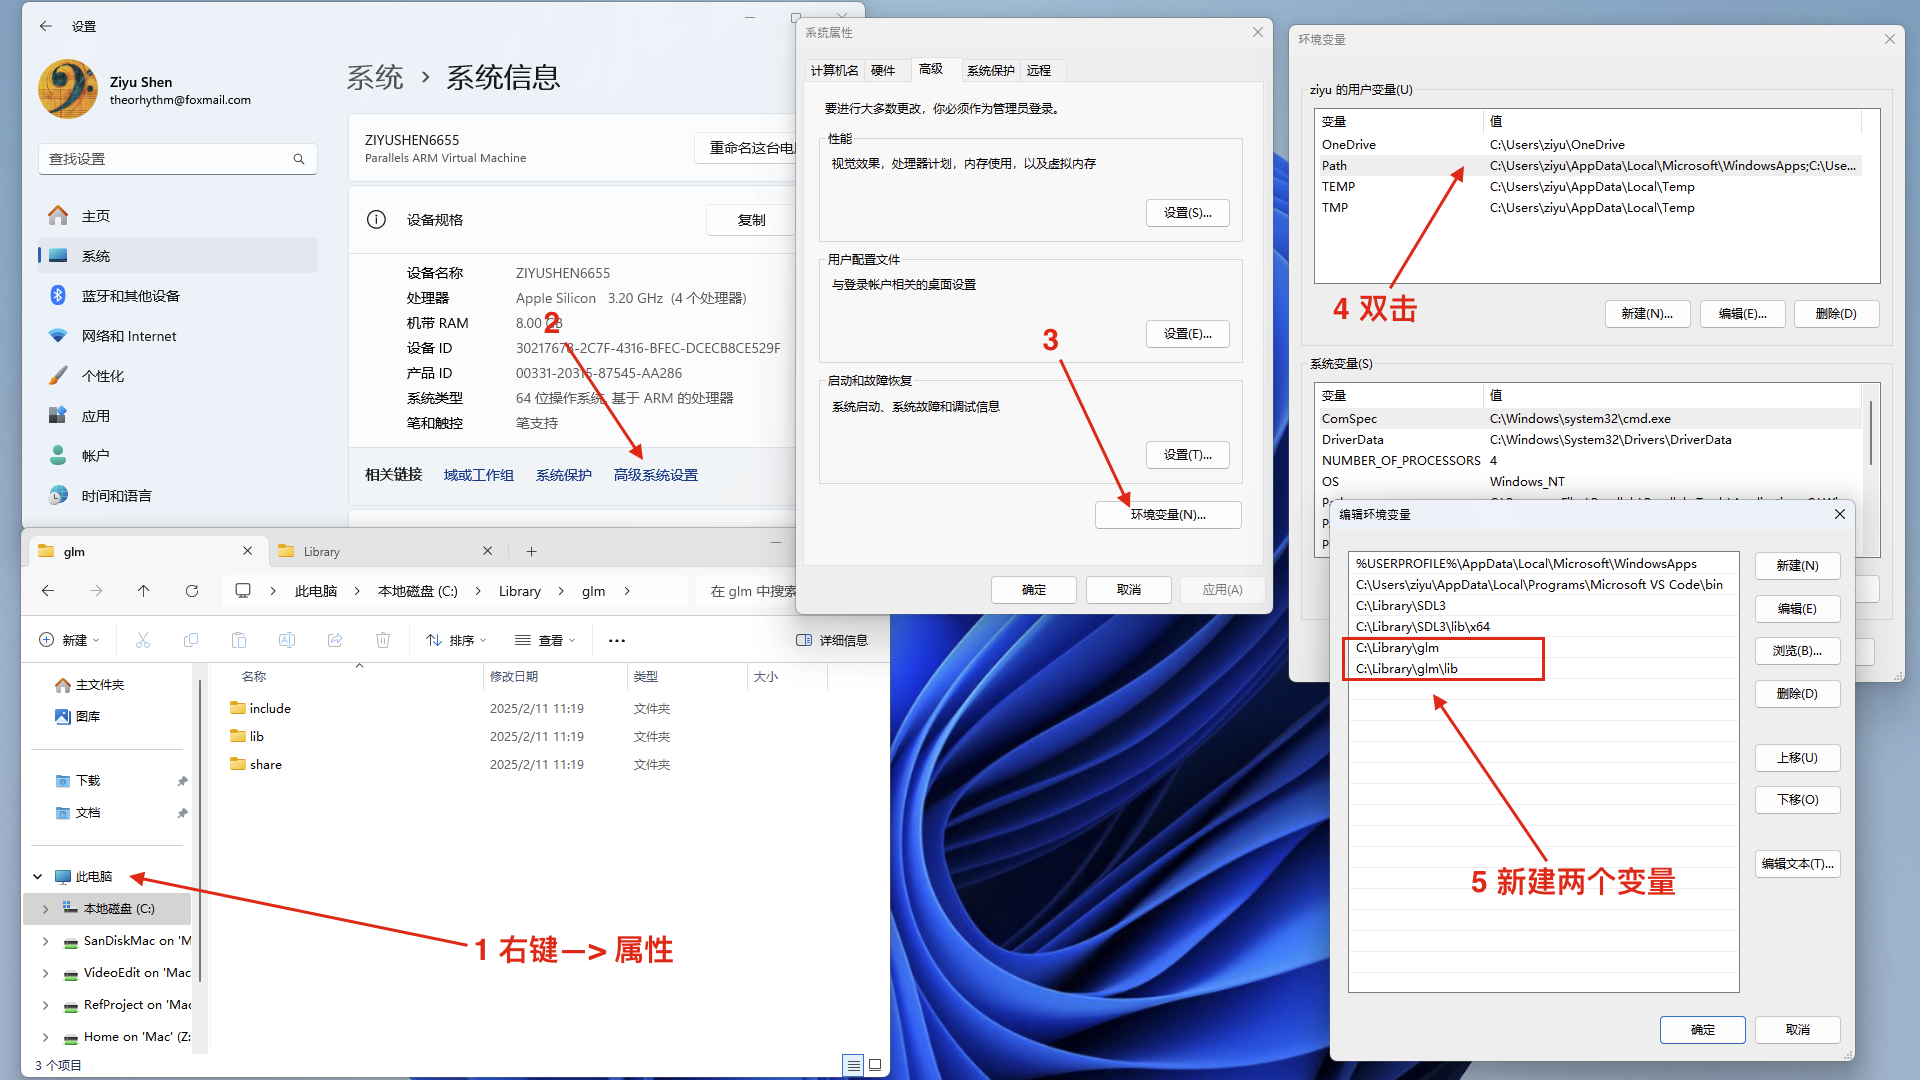 设置
Ziyu Shen
theorhythm@foxmail.com
查找设置
主页
系统
蓝牙和其他设备
网络和 Internet
个性化
应用
帐户
时间和语言
系统 › 系统信息
ZIYUSHEN6655
Parallels ARM Virtual Machine
重命名这台电
设备规格
复制
设备名称 ZIYUSHEN6655
处理器 Apple Silicon 3.20 GHz (4 个处理器)
机带 RAM 8.00 GB
设备 ID 30217678-2C7F-4316-BFEC-DCECB8CE529F
产品 ID 00331-20315-87545-AA286
系统类型 64 位操作系统, 基于 ARM 的处理器
笔和触控 笔支持
2
相关链接 域或工作组 系统保护 高级系统设置
glm
Library
此电脑 › 本地磁盘 (C:) › Library › glm ›
在 glm 中搜索
新建
排序
查看
详细信息
主文件夹
图库
下载
文档
此电脑
本地磁盘 (C:)
SanDiskMac on 'M
VideoEdit on 'Mac
RefProject on 'Mac
Home on 'Mac' (Z:
名称 修改日期 类型 大小
include 2025/2/11 11:19 文件夹
lib 2025/2/11 11:19 文件夹
share 2025/2/11 11:19 文件夹
1 右键—> 属性
3 个项目
系统属性
计算机名 硬件 高级 系统保护 远程
要进行大多数更改，你必须作为管理员登录。
性能
视觉效果，处理器计划，内存使用，以及虚拟内存
设置(S)...
用户配置文件
与登录帐户相关的桌面设置
设置(E)...
3
启动和故障恢复
系统启动、系统故障和调试信息
设置(T)...
环境变量(N)...
确定 取消 应用(A)
环境变量
ziyu 的用户变量(U)
变量 值
OneDrive C:\Users\ziyu\OneDrive
Path C:\Users\ziyu\AppData\Local\Microsoft\WindowsApps;C:\Use...
TEMP C:\Users\ziyu\AppData\Local\Temp
TMP C:\Users\ziyu\AppData\Local\Temp
4 双击
新建(N)... 编辑(E)... 删除(D)
系统变量(S)
变量 值
ComSpec C:\Windows\system32\cmd.exe
DriverData C:\Windows\System32\Drivers\DriverData
NUMBER_OF_PROCESSORS 4
OS Windows_NT
编辑环境变量
%USERPROFILE%\AppData\Local\Microsoft\WindowsApps
C:\Users\ziyu\AppData\Local\Programs\Microsoft VS Code\bin
C:\Library\SDL3
C:\Library\SDL3\lib\x64
C:\Library\glm
C:\Library\glm\lib
新建(N)
编辑(E)
浏览(B)...
删除(D)
上移(U)
下移(O)
编辑文本(T)...
5 新建两个变量
确定 取消